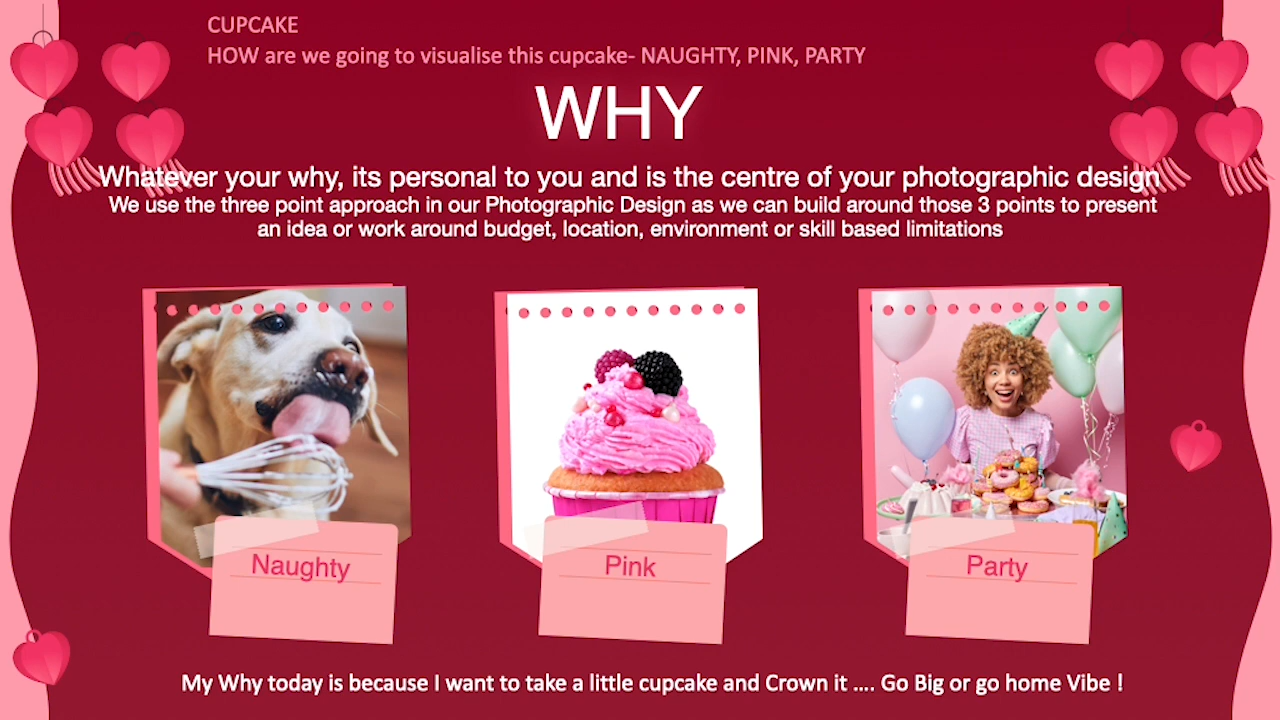 CUPCAKE
HOW are we going to visualise this cupcake- NAUGHTY, PINK, PARTY
WHY
Whatever your why, its personal to you and is the centre of your photographic design
We use the three point approach in our Photographic Design as we can build around those 3 points to present
an idea or work around budget, location, environment or skill based limitations
Naughty
Pink
Party
My Why today is because I want to take a little cupcake and Crown it .... Go Big or go home Vibe !